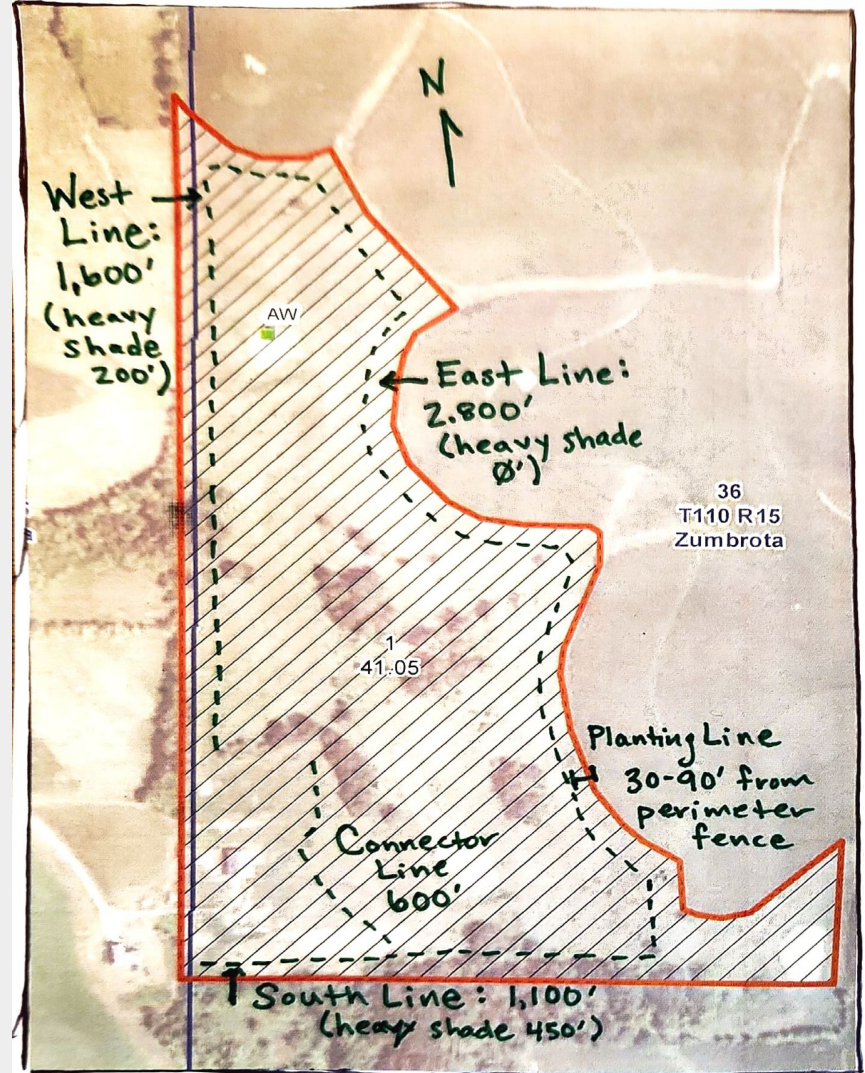 N
West
Line:
1,600'
(heavy
shade
200')
AW
East Line:
2.800'
(heavy shade
Ø')
36
T110 R15
Zumbrota
1
41.05
Planting Line
30-90' from
perimeter
fence
Connector
Line
600'
South Line: 1,100'
(heavy shade 450')